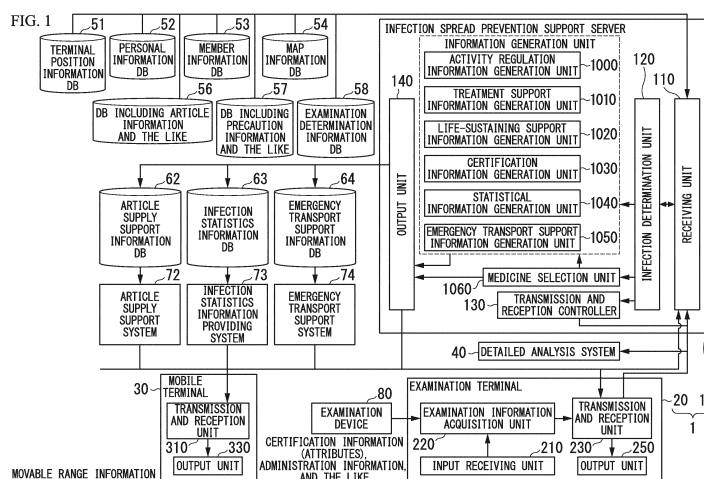 FIG. 1
51
TERMINAL
POSITION
INFORMATION
DB
52
PERSONAL
INFORMATION
DB
53
MEMBER
INFORMATION
DB
54
MAP
INFORMATION
DB
56
DB INCLUDING ARTICLE
INFORMATION
AND THE LIKE
57
DB INCLUDING
PRECAUTION
INFORMATION
AND THE LIKE
58
EXAMINATION
DETERMINATION
INFORMATION
DB
INFECTION SPREAD PREVENTION SUPPORT SERVER
INFORMATION GENERATION UNIT
ACTIVITY REGULATION
INFORMATION GENERATION UNIT
1000
TREATMENT SUPPORT
INFORMATION GENERATION UNIT
1010
LIFE-SUSTAINING SUPPORT
INFORMATION GENERATION UNIT
1020
CERTIFICATION
INFORMATION GENERATION UNIT
1030
STATISTICAL
INFORMATION GENERATION UNIT
1040
EMERGENCY TRANSPORT SUPPORT
INFORMATION GENERATION UNIT
1050
140
OUTPUT UNIT
120
INFECTION DETERMINATION UNIT
110
RECEIVING UNIT
MEDICINE SELECTION UNIT
1060
TRANSMISSION AND
RECEPTION CONTROLLER
130
62
ARTICLE
SUPPLY
SUPPORT
INFORMATION
DB
63
INFECTION
STATISTICS
INFORMATION
DB
64
EMERGENCY
TRANSPORT
SUPPORT
INFORMATION
DB
72
ARTICLE
SUPPLY
SUPPORT
SYSTEM
73
INFECTION
STATISTICS
INFORMATION
PROVIDING
SYSTEM
74
EMERGENCY
TRANSPORT
SUPPORT
SYSTEM
40
DETAILED ANALYSIS SYSTEM
30
MOBILE
TERMINAL
TRANSMISSION
AND RECEPTION
UNIT
310
330
OUTPUT UNIT
80
EXAMINATION
DEVICE
CERTIFICATION INFORMATION
(ATTRIBUTES),
ADMINISTRATION INFORMATION,
AND THE LIKE
EXAMINATION TERMINAL
EXAMINATION INFORMATION
ACQUISITION UNIT
220
210
INPUT RECEIVING UNIT
TRANSMISSION
AND RECEPTION
UNIT
230
250
OUTPUT UNIT
20
1
1
MOVABLE RANGE INFORMATION